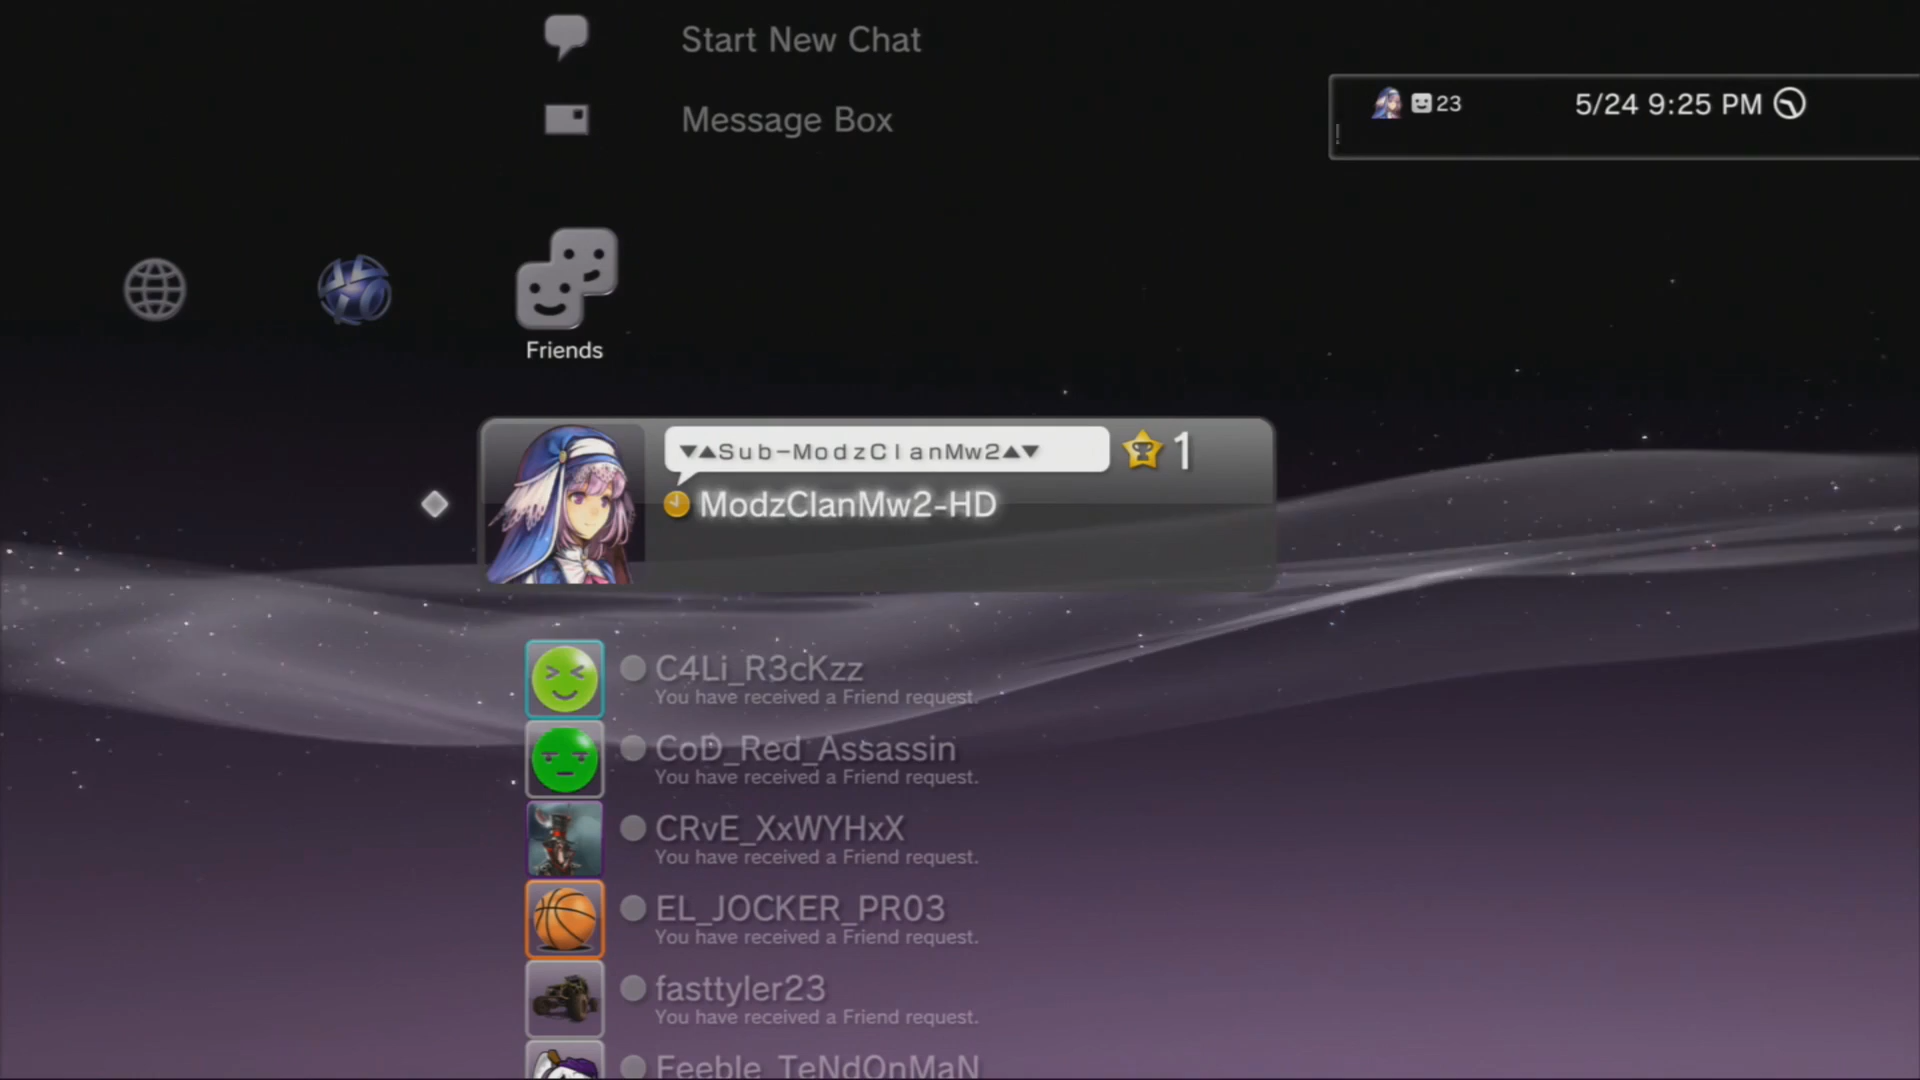 Start New Chat
Message Box
23
5/24 9:25 PM
Friends
▼▲Sub-ModzClanMw2▲▼
1
ModzClanMw2-HD
C4Li_R3cKzz
You have received a Friend request.
CoD_Red_Assassin
You have received a Friend request.
CRvE_XxWYHxX
You have received a Friend request.
EL_JOCKER_PR03
You have received a Friend request.
fasttyler23
You have received a Friend request.
Feeble_TeNdOnMaN